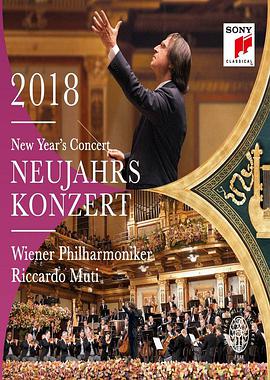 SONY
CLASSICAL
2018
New Year's Concert
NEUJAHRS
KONZERT
Wiener Philharmoniker
Riccardo Muti